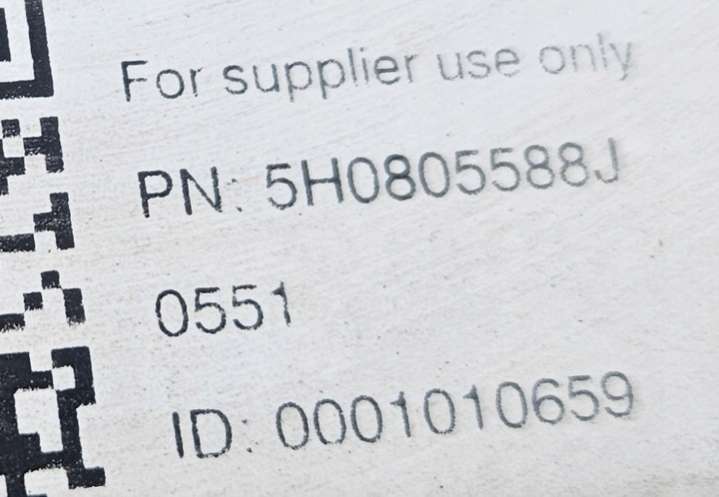 For supplier use only
PN: 5H0805588J
0551
ID: 0001010659